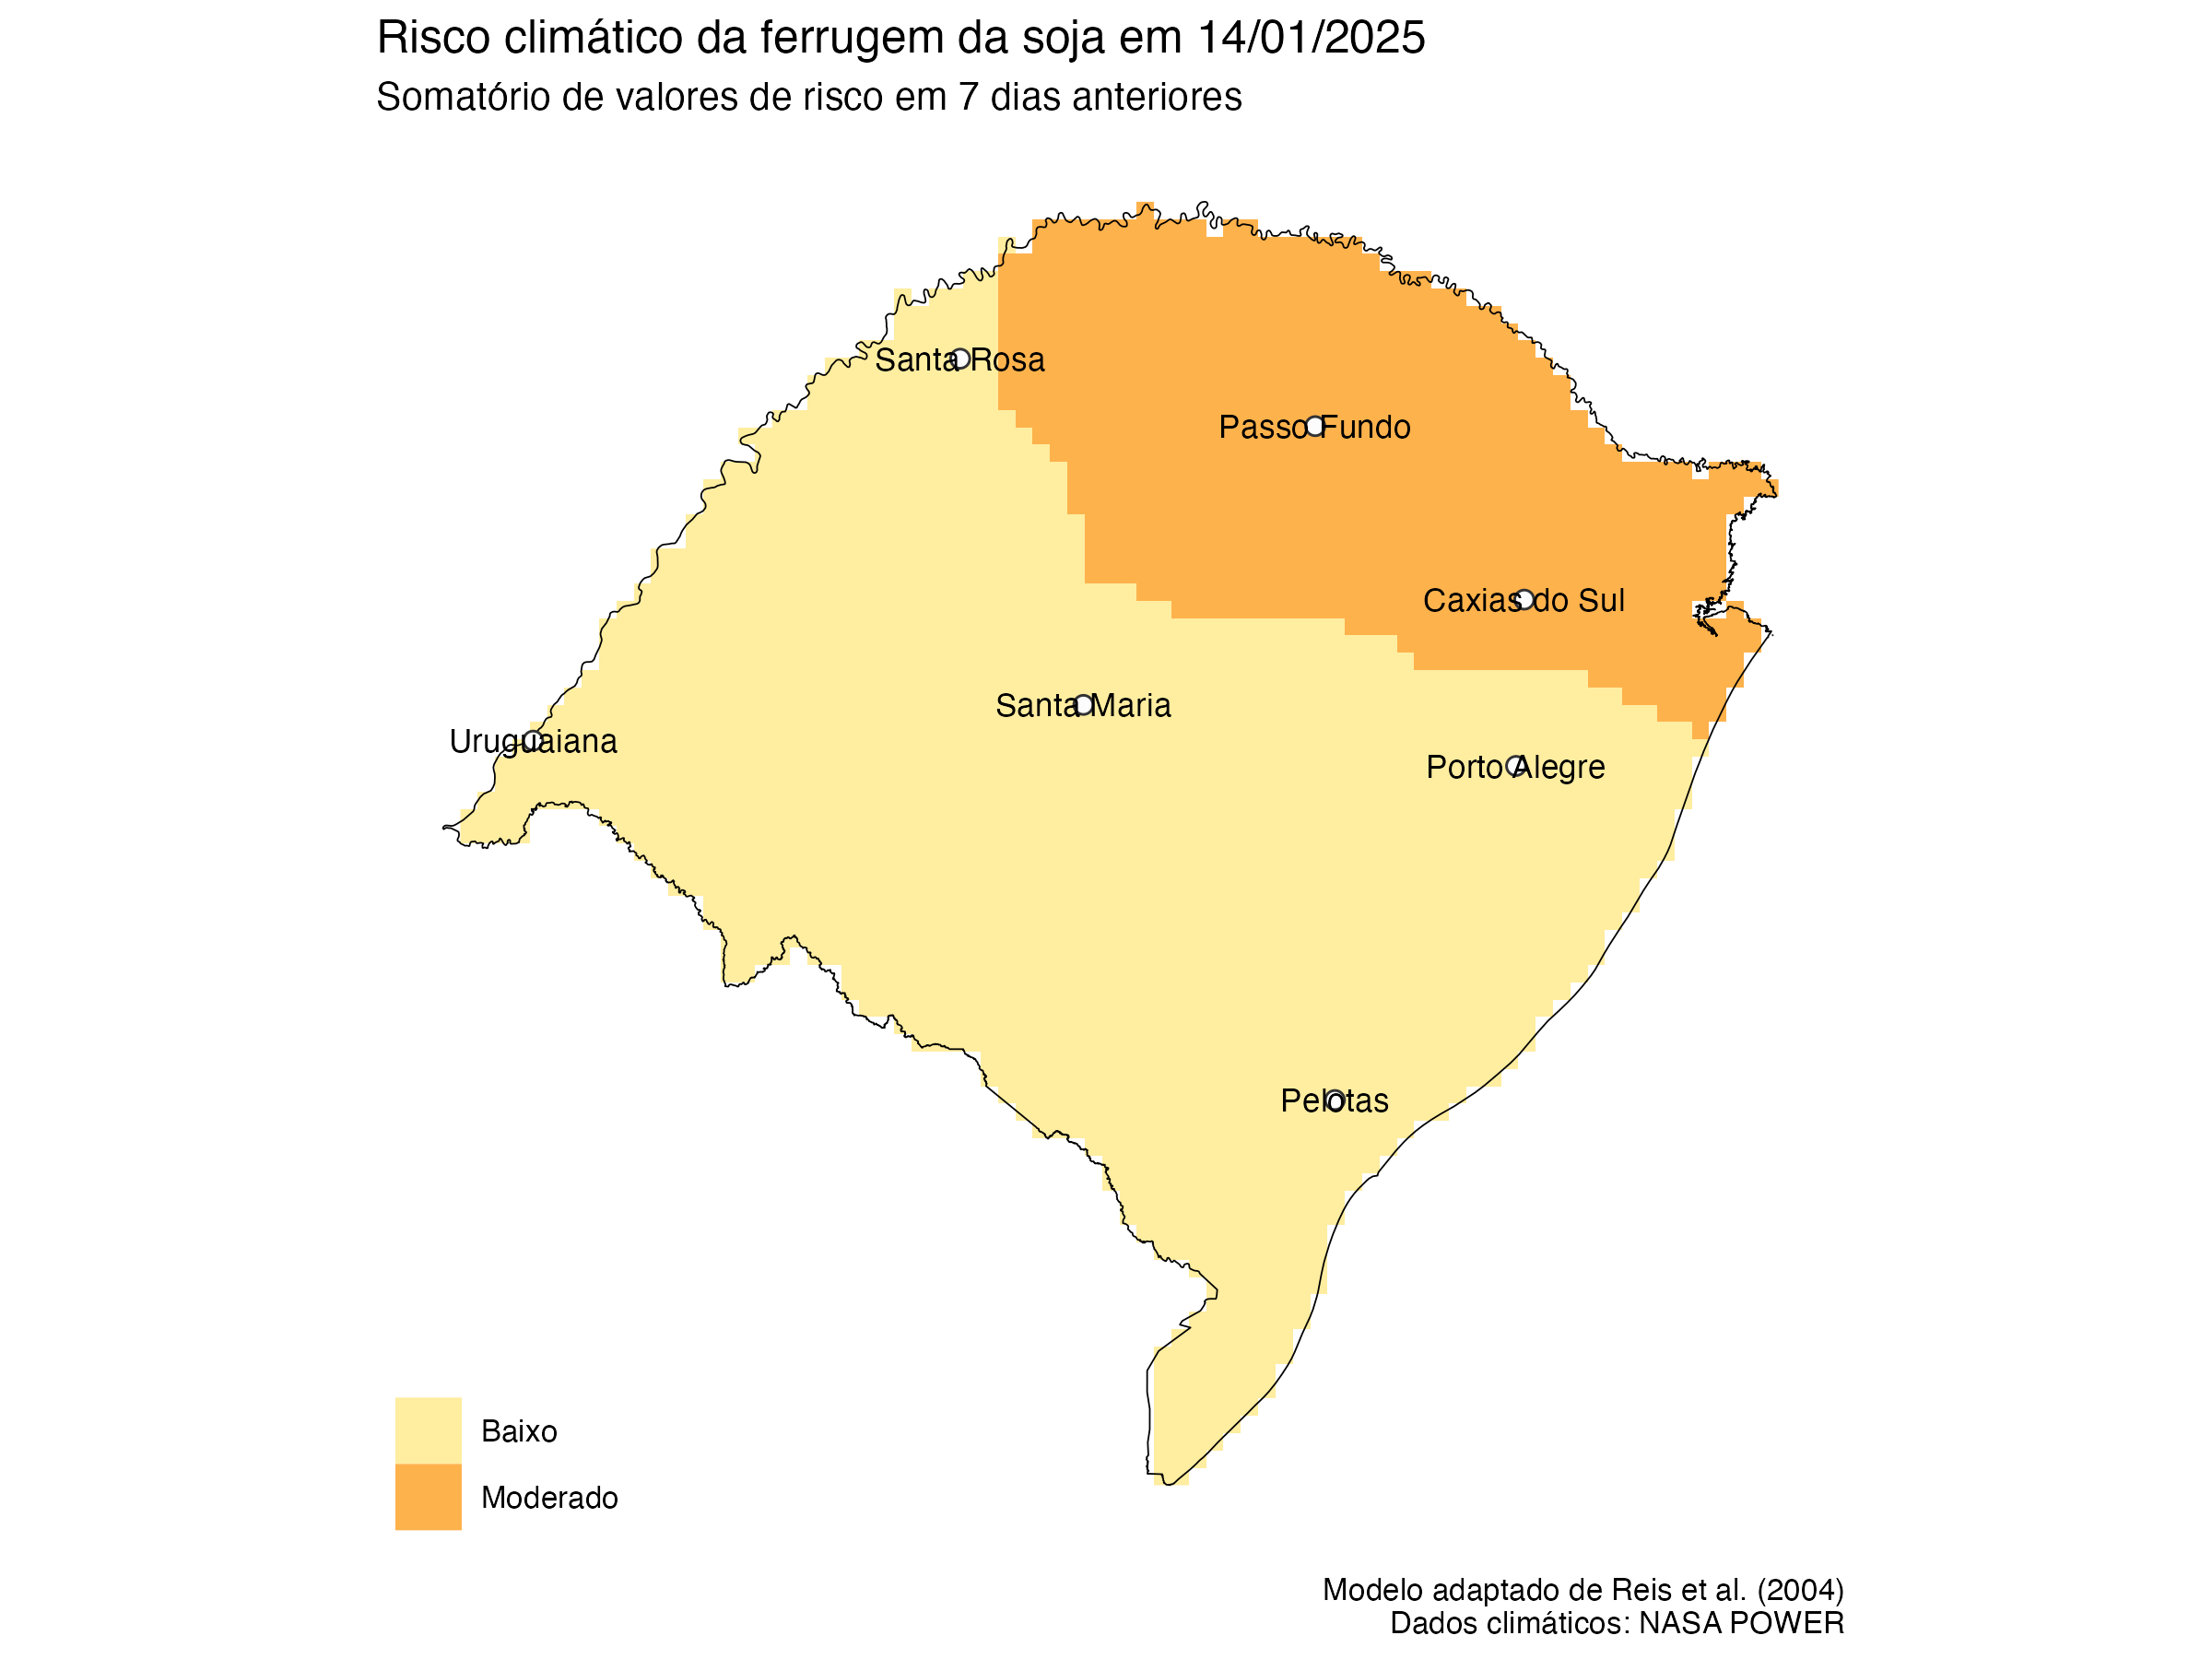 Risco climático da ferrugem da soja em 14/01/2025
Somatório de valores de risco em 7 dias anteriores
Santa Rosa
Passo Fundo
Caxias do Sul
Santa Maria
Uruguaiana
Porto Alegre
Pelotas
Baixo
Moderado
Modelo adaptado de Reis et al. (2004)
Dados climáticos: NASA POWER